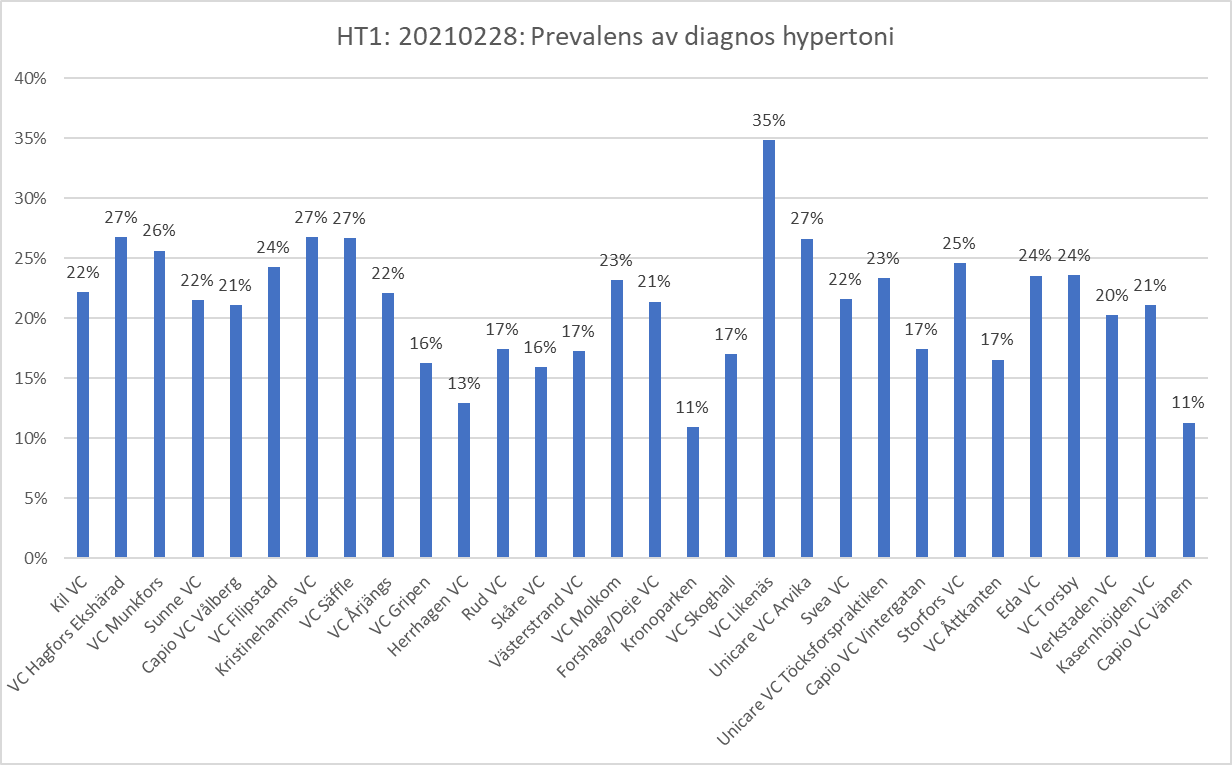 HT1: 20210228: Prevalens av diagnos hypertoni
40%
35%
30%
25%
20%
15%
10%
5%
0%
22%
27%
26%
22%
21%
24%
27%
27%
22%
16%
13%
17%
16%
17%
23%
21%
11%
17%
35%
27%
22%
23%
17%
25%
17%
24%
24%
20%
21%
11%
Kil VC
VC Hagfors Ekshärad
VC Munkfors
Sunne VC
Capio VC Vålberg
VC Filipstad
Kristinehamns VC
VC Säffle
VC Årjängs
VC Gripen
Herrhagen VC
Rud VC
Skåre VC
Västerstrand VC
VC Molkom
Forshaga/Deje VC
Kronoparken
VC Skoghall
VC Likenäs
Unicare VC Arvika
Svea VC
Unicare VC Töcksforspraktiken
Capio VC Vintergatan
Storfors VC
VC Åttkanten
Eda VC
VC Torsby
Verkstaden VC
Kasernhöjden VC
Capio VC Vänern